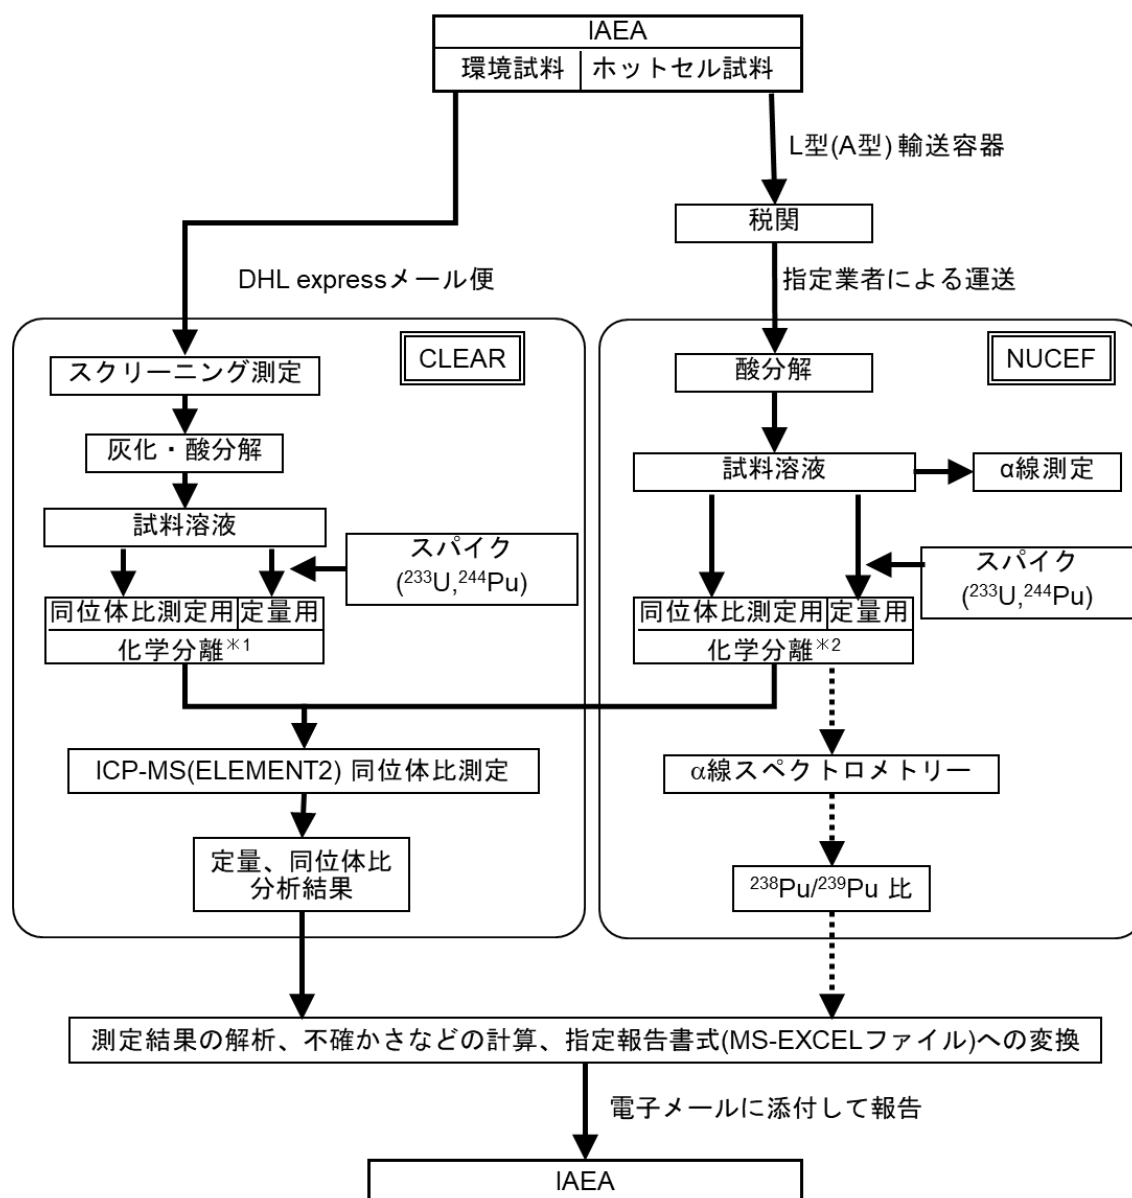 IAEA
環境試料
ホットセル試料
L型(A型) 輸送容器
税関
DHL expressメール便
指定業者による運送
CLEAR
スクリーニング測定
灰化・酸分解
試料溶液
スパイク
(²³³U,²⁴⁴Pu)
同位体比測定用
定量用
化学分離*1
NUCEF
酸分解
試料溶液
α線測定
スパイク
(²³³U,²⁴⁴Pu)
同位体比測定用
定量用
化学分離*2
ICP-MS(ELEMENT2) 同位体比測定
定量、同位体比
分析結果
α線スペクトロメトリー
²³⁸Pu/²³⁹Pu 比
測定結果の解析、不確かさなどの計算、指定報告書式(MS-EXCELファイル)への変換
電子メールに添付して報告
IAEA